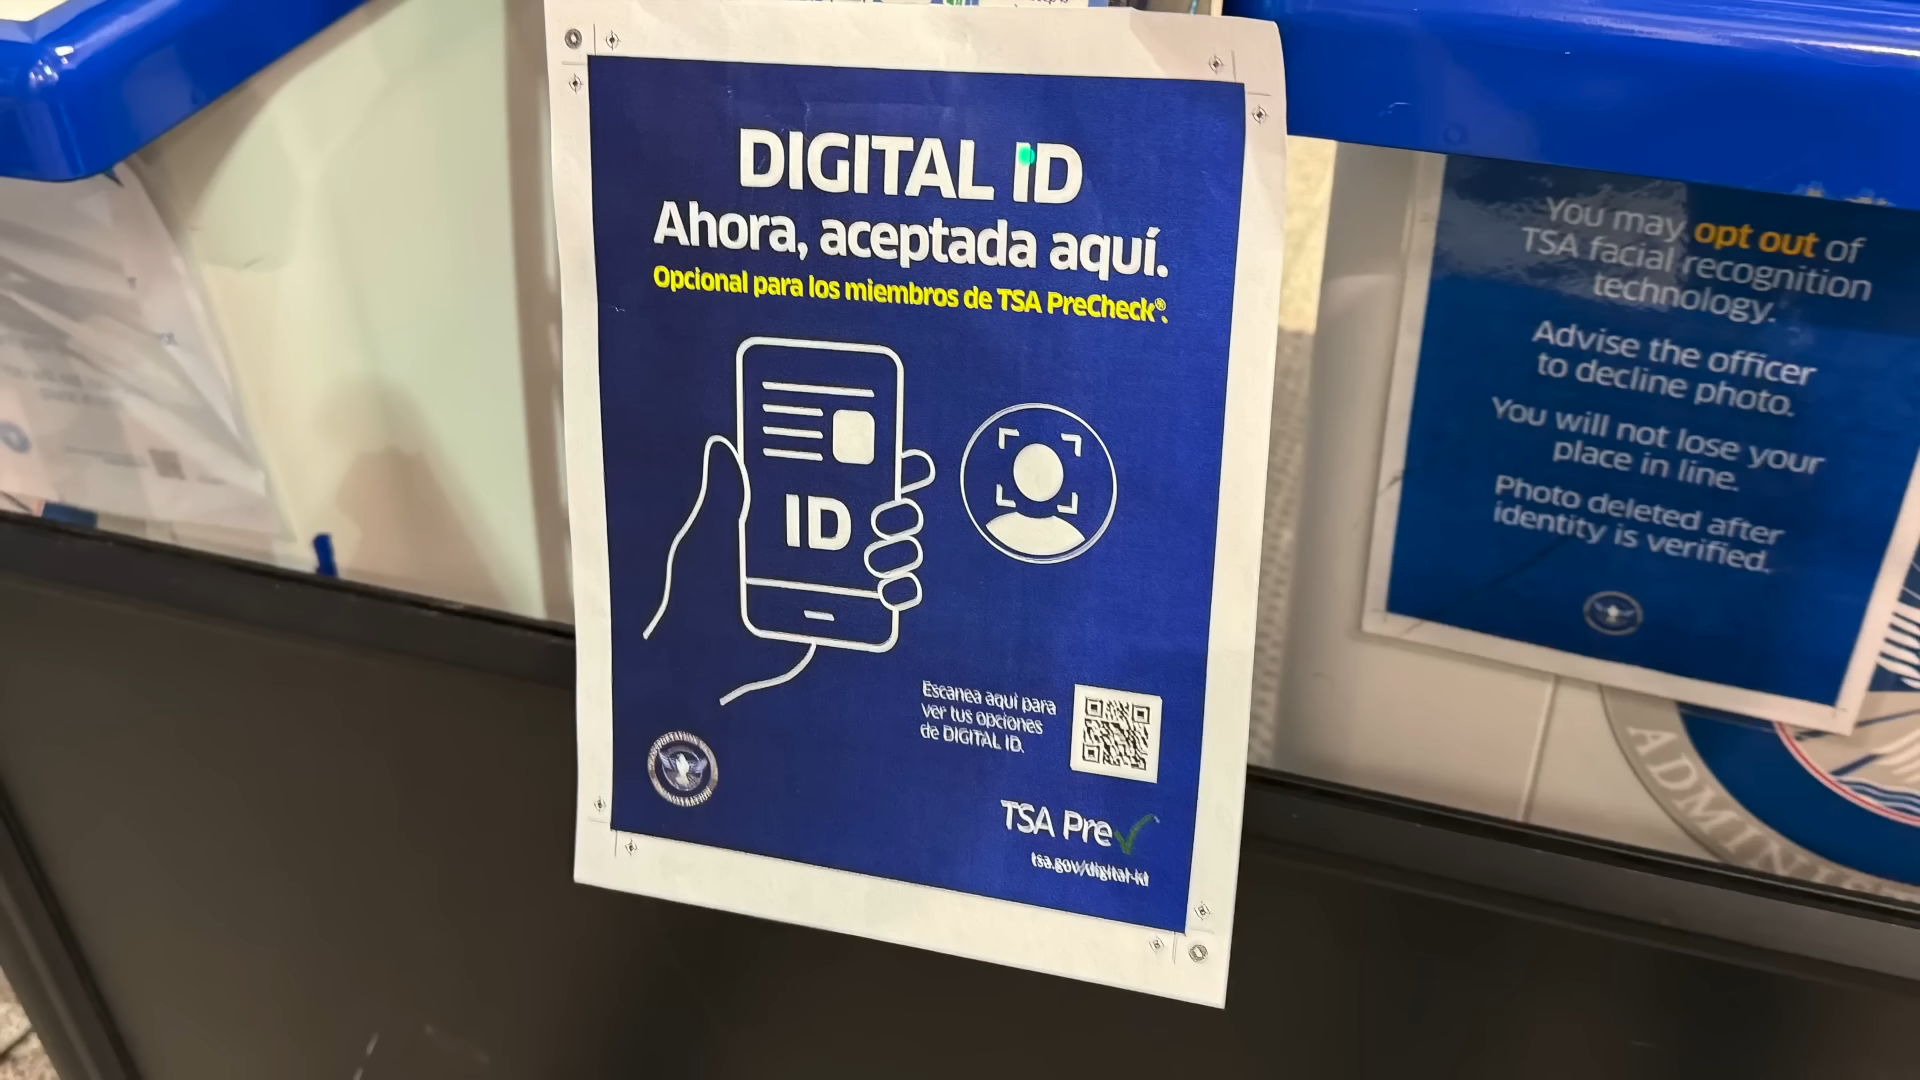 DIGITAL ID
Ahora, aceptada aquí.
Opcional para los miembros de TSA PreCheck®.
ID
Escanea aquí para
ver tus opciones
de DIGITAL ID.
TSA Pre✓
tsa.gov/digital-id
You may opt out of
TSA facial recognition
technology.
Advise the officer
to decline photo.
You will not lose your
place in line.
Photo deleted after
identity is verified.
ADMINIS